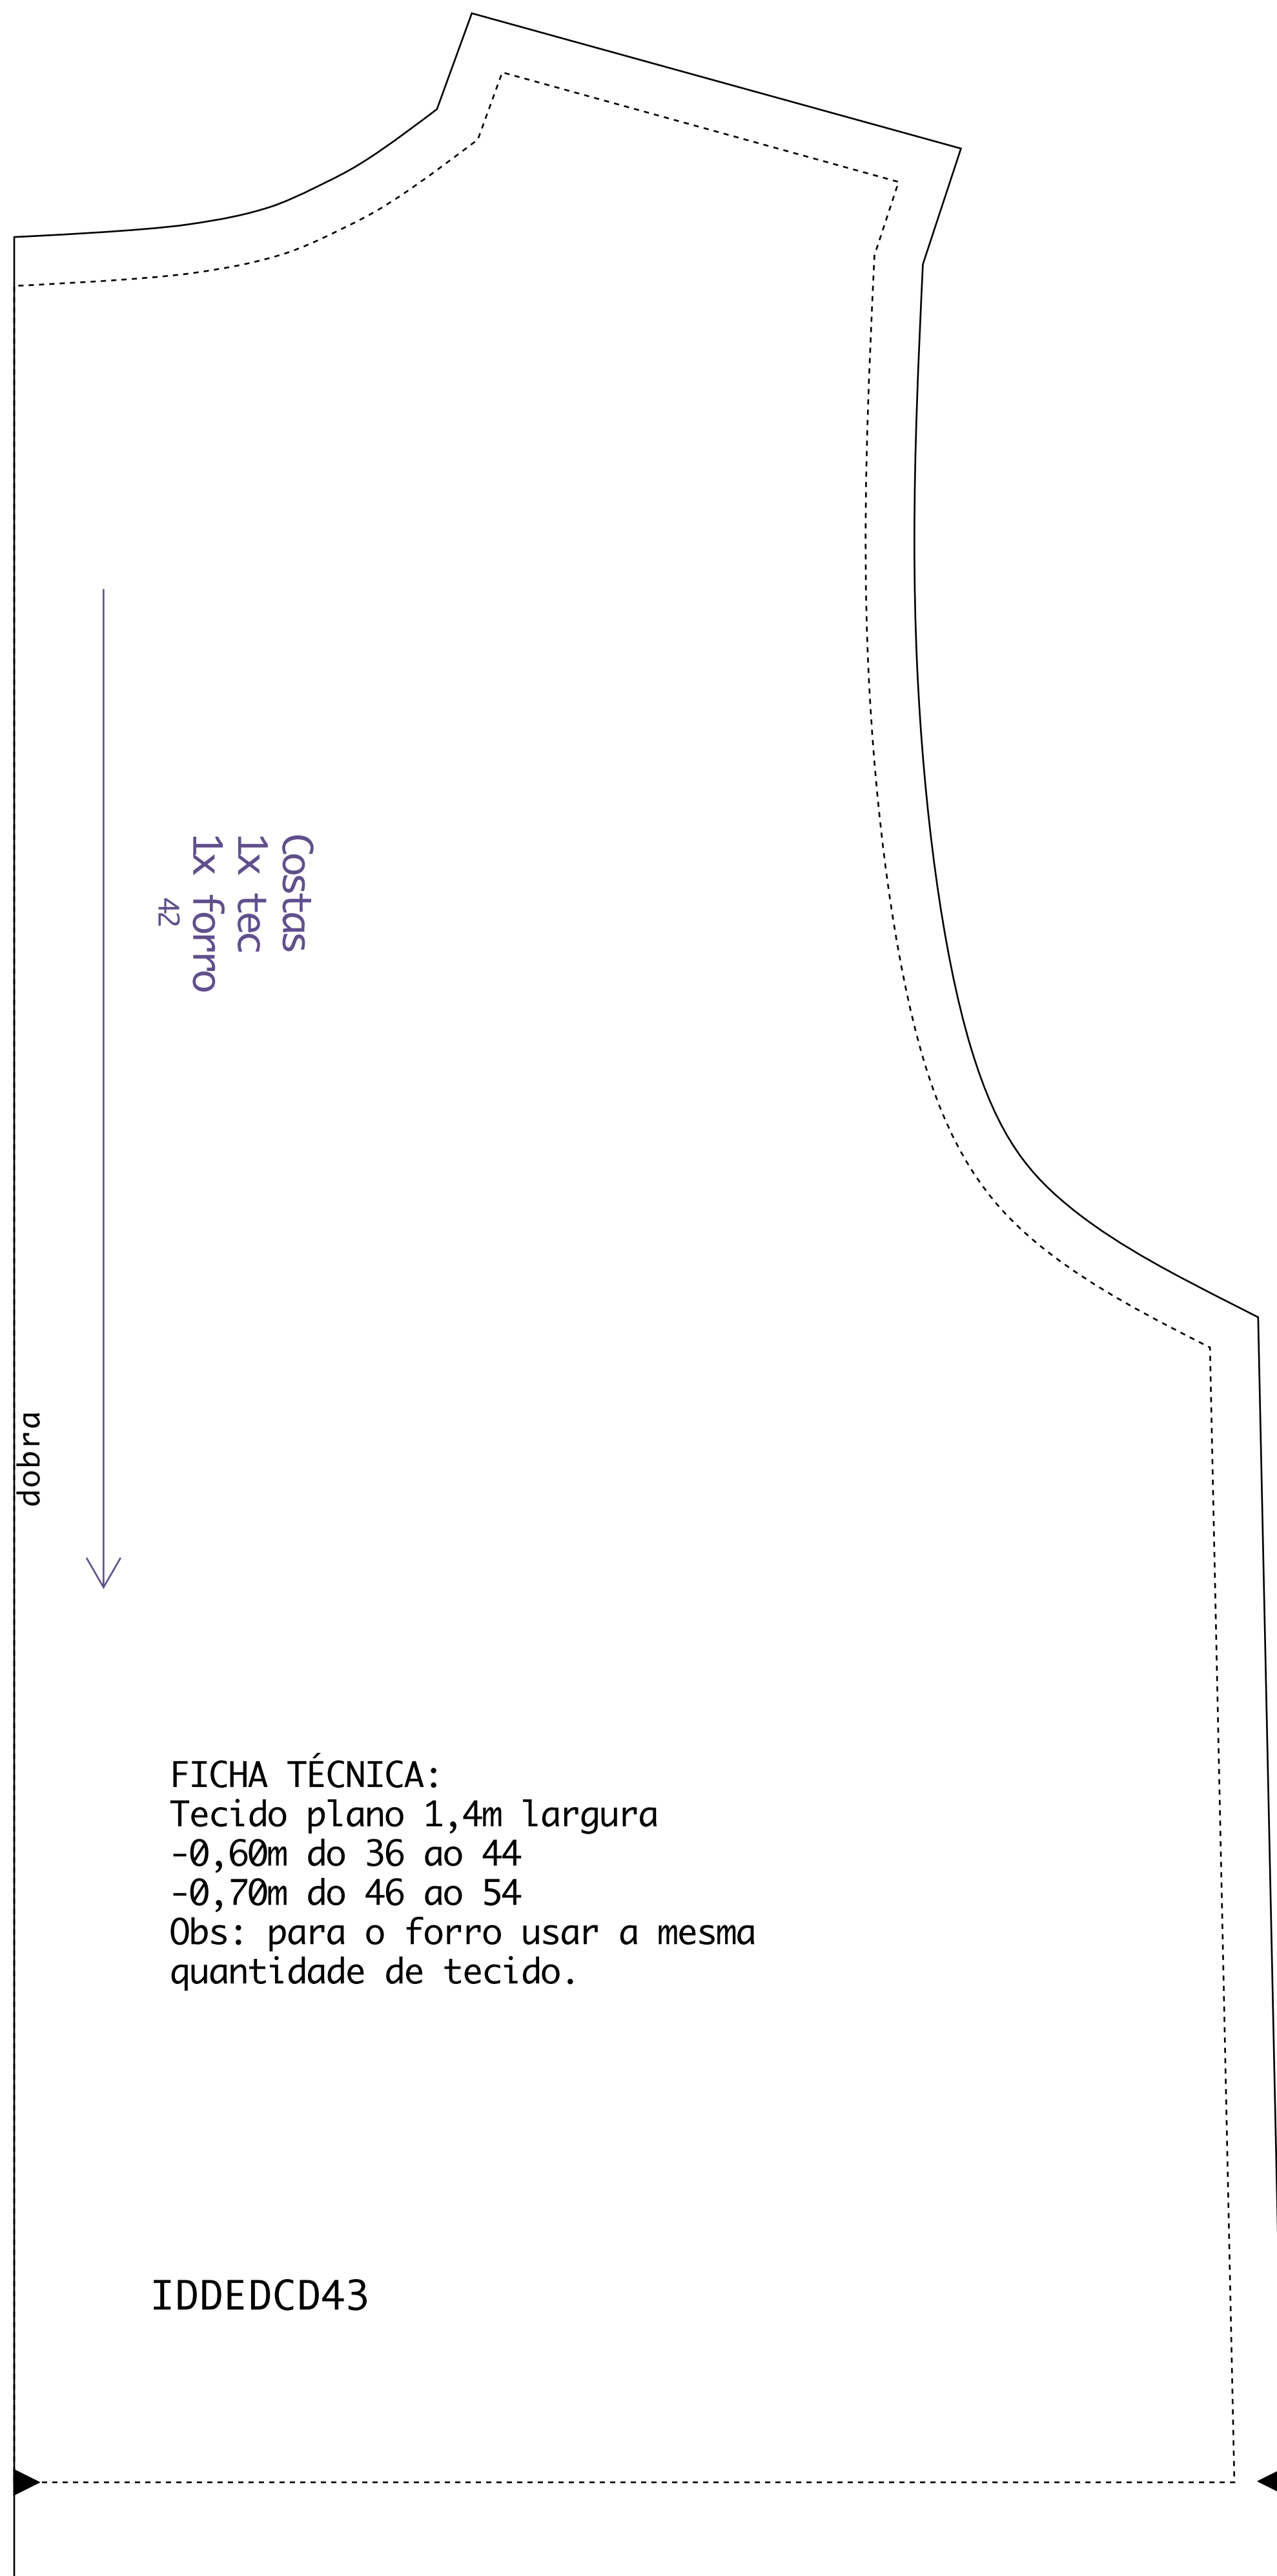 Costas
1x tec
1x forro
42
dobra
FICHA TÉCNICA:
Tecido plano 1,4m largura
-0,60m do 36 ao 44
-0,70m do 46 ao 54
Obs: para o forro usar a mesma
quantidade de tecido.
IDDEDCD43